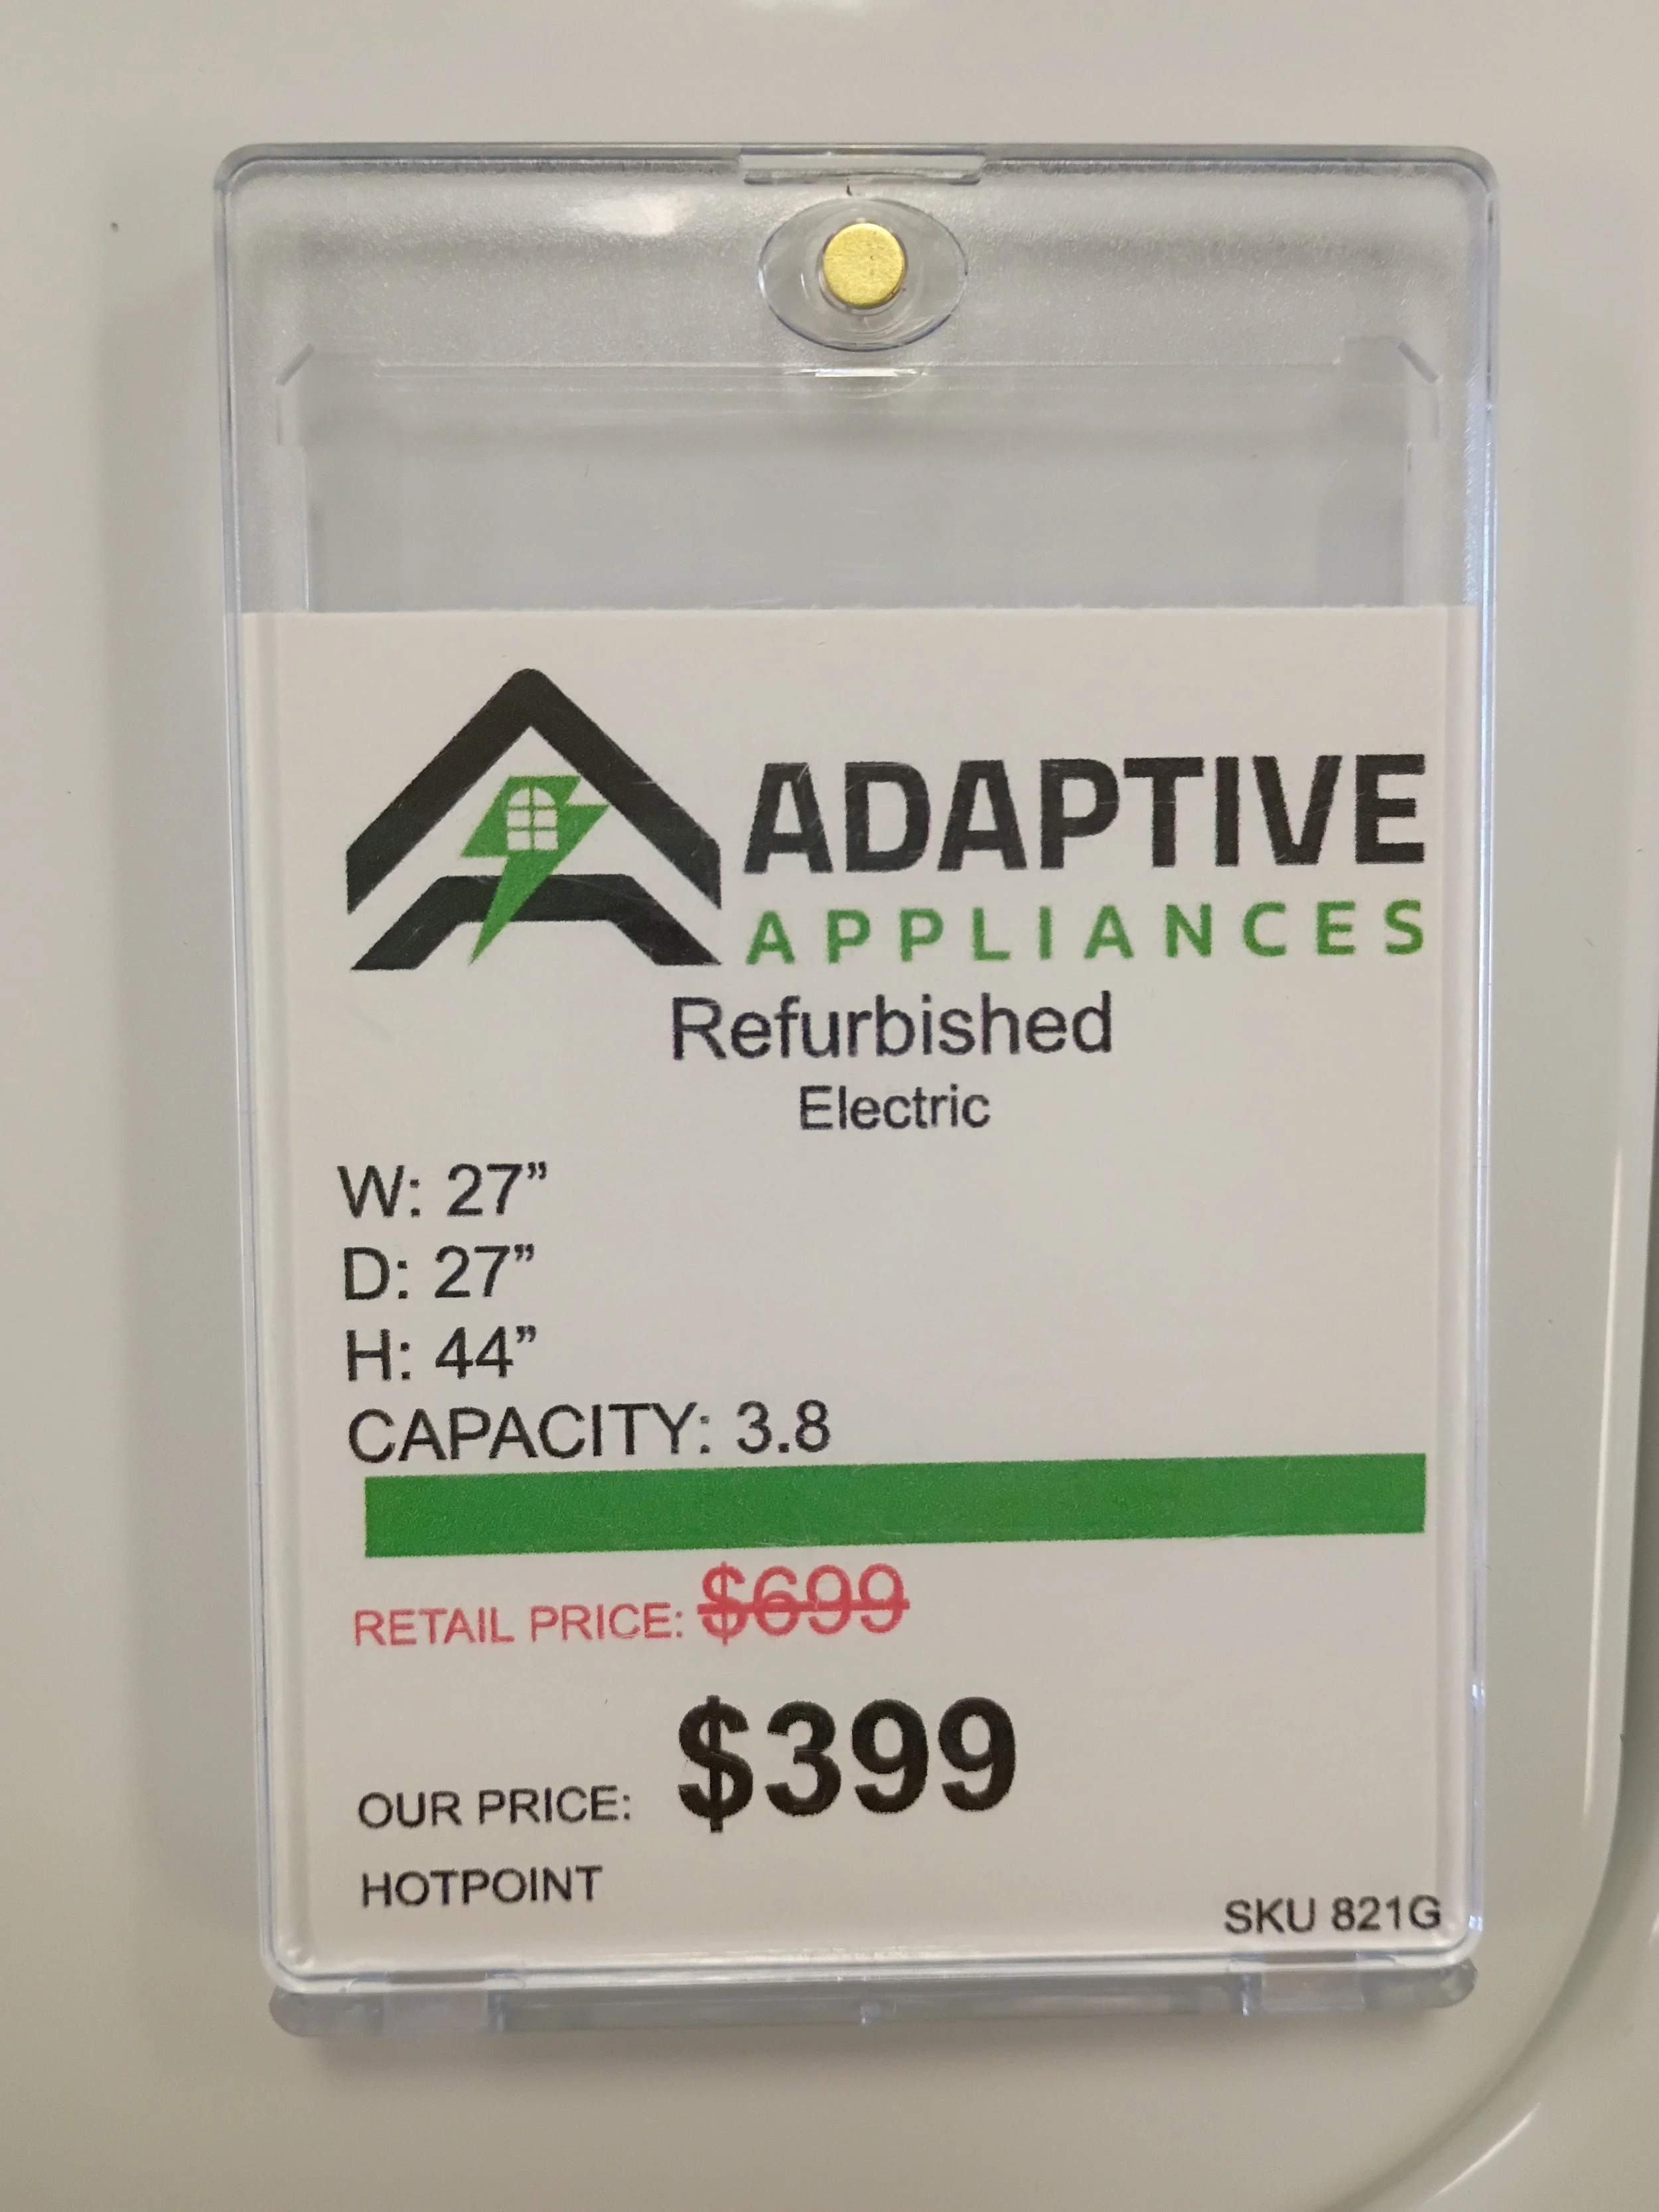 ADAPTIVE
APPLIANCES
Refurbished
Electric
W: 27”
D: 27”
H: 44”
CAPACITY: 3.8
RETAIL PRICE: $699
OUR PRICE: $399
HOTPOINT
SKU 821G